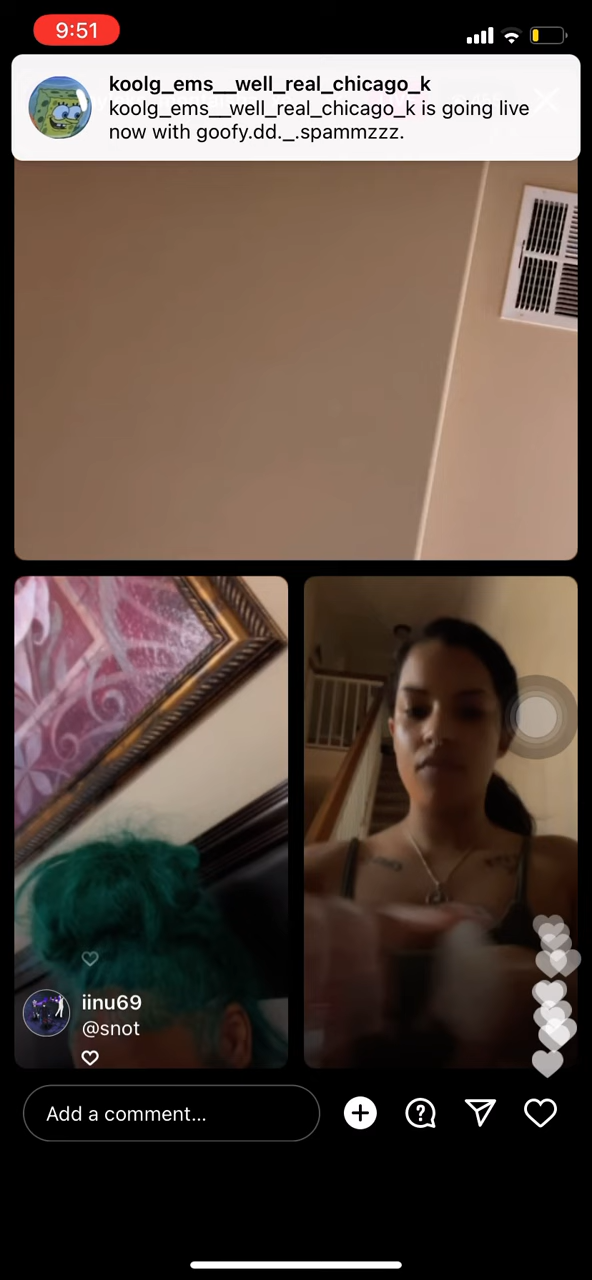 9:51
koolg_ems__well_real_chicago_k
koolg_ems__well_real_chicago_k is going live
now with goofy.dd._.spammzzz.
iinu69
@snot
Add a comment...